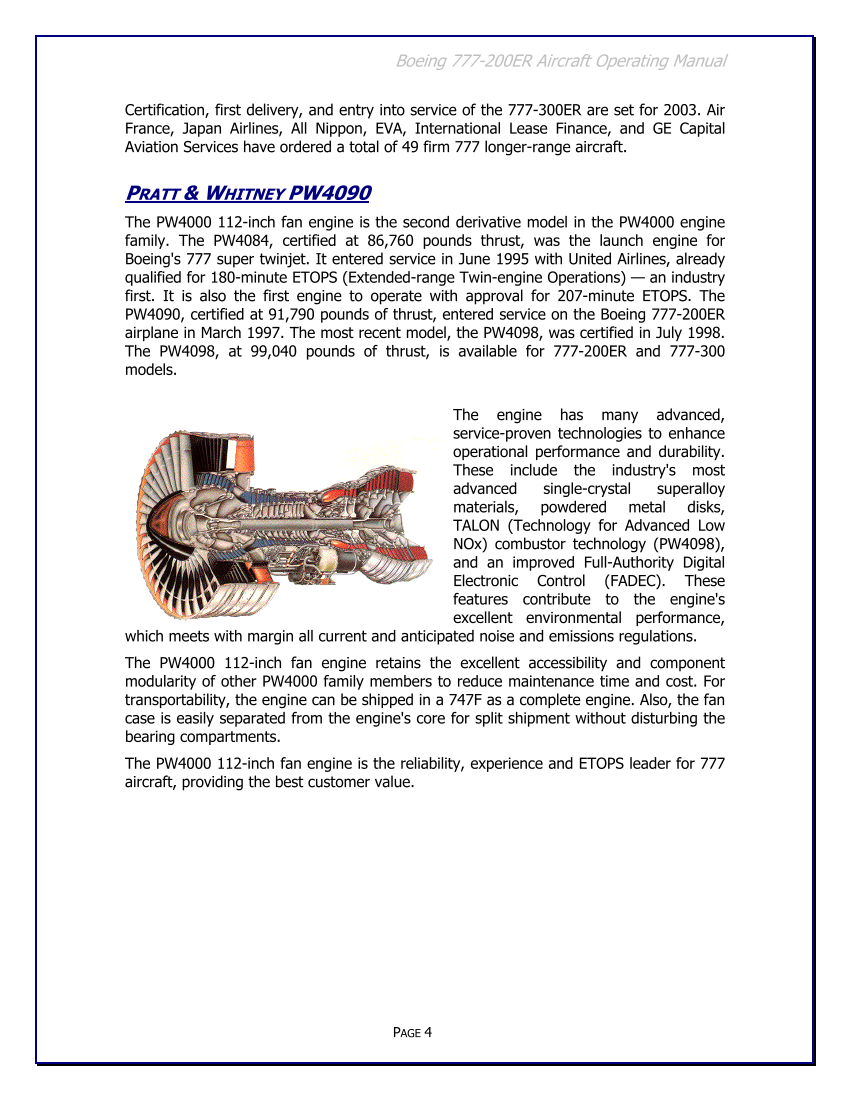 Boeing 777-200ER Aircraft Operating Manual
Certification, first delivery, and entry into service of the 777-300ER are set for 2003. Air
France, Japan Airlines, All Nippon, EVA, International Lease Finance, and GE Capital
Aviation Services have ordered a total of 49 firm 777 longer-range aircraft.
PRATT & WHITNEY PW4090
The PW4000 112-inch fan engine is the second derivative model in the PW4000 engine
family. The PW4084, certified at 86,760 pounds thrust, was the launch engine for
Boeing's 777 super twinjet. It entered service in June 1995 with United Airlines, already
qualified for 180-minute ETOPS (Extended-range Twin-engine Operations) — an industry
first. It is also the first engine to operate with approval for 207-minute ETOPS. The
PW4090, certified at 91,790 pounds of thrust, entered service on the Boeing 777-200ER
airplane in March 1997. The most recent model, the PW4098, was certified in July 1998.
The PW4098, at 99,040 pounds of thrust, is available for 777-200ER and 777-300
models.
The engine has many advanced,
service-proven technologies to enhance
operational performance and durability.
These include the industry's most
advanced single-crystal superalloy
materials, powdered metal disks,
TALON (Technology for Advanced Low
NOx) combustor technology (PW4098),
and an improved Full-Authority Digital
Electronic Control (FADEC). These
features contribute to the engine's
excellent environmental performance,
which meets with margin all current and anticipated noise and emissions regulations.
The PW4000 112-inch fan engine retains the excellent accessibility and component
modularity of other PW4000 family members to reduce maintenance time and cost. For
transportability, the engine can be shipped in a 747F as a complete engine. Also, the fan
case is easily separated from the engine's core for split shipment without disturbing the
bearing compartments.
The PW4000 112-inch fan engine is the reliability, experience and ETOPS leader for 777
aircraft, providing the best customer value.
PAGE 4